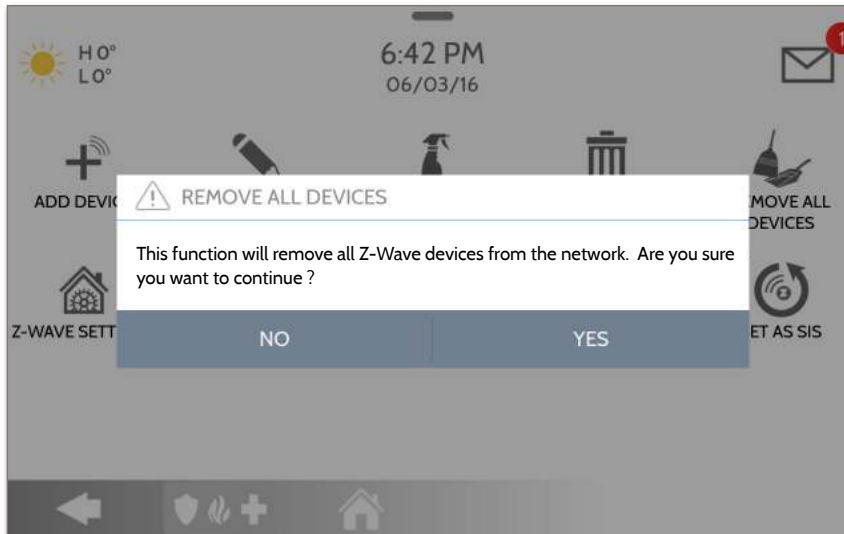 H 0°
L 0°
6:42 PM
06/03/16
1
ADD DEVIC
MOVE ALL
DEVICES
REMOVE ALL DEVICES
This function will remove all Z-Wave devices from the network. Are you sure
you want to continue ?
Z-WAVE SETT
NO
YES
ET AS SIS